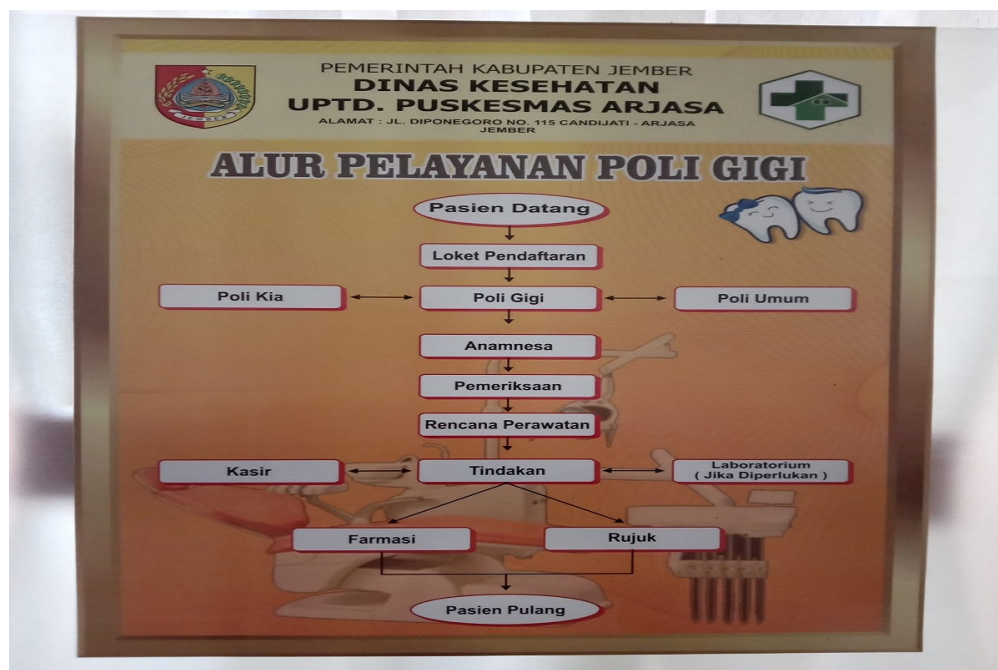 PEMERINTAH KABUPATEN JEMBER
DINAS KESEHATAN
UPTD. PUSKESMAS ARJASA
ALAMAT : JL. DIPONEGORO NO. 115 CANDIJATI - ARJASA
JEMBER
JEMBER
ALUR PELAYANAN POLI GIGI
Pasien Datang
Loket Pendaftaran
Poli Kia
Poli Gigi
Poli Umum
Anamnesa
Pemeriksaan
Rencana Perawatan
Kasir
Tindakan
Laboratorium
( Jika Diperlukan )
Farmasi
Rujuk
Pasien Pulang